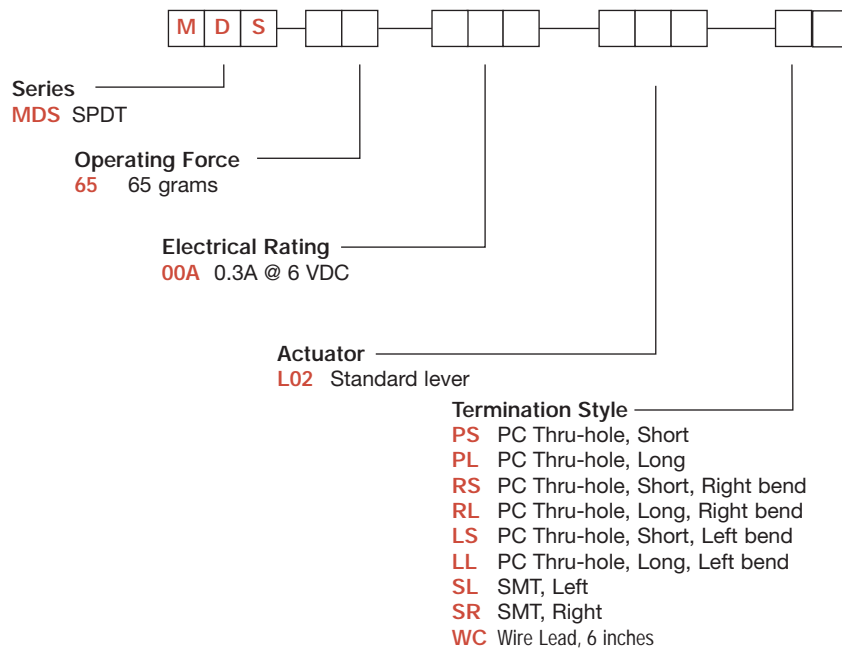 M D S
Series
MDS SPDT
Operating Force
65 65 grams
Electrical Rating
00A 0.3A @ 6 VDC
Actuator
L02 Standard lever
Termination Style
PS PC Thru-hole, Short
PL PC Thru-hole, Long
RS PC Thru-hole, Short, Right bend
RL PC Thru-hole, Long, Right bend
LS PC Thru-hole, Short, Left bend
LL PC Thru-hole, Long, Left bend
SL SMT, Left
SR SMT, Right
WC Wire Lead, 6 inches